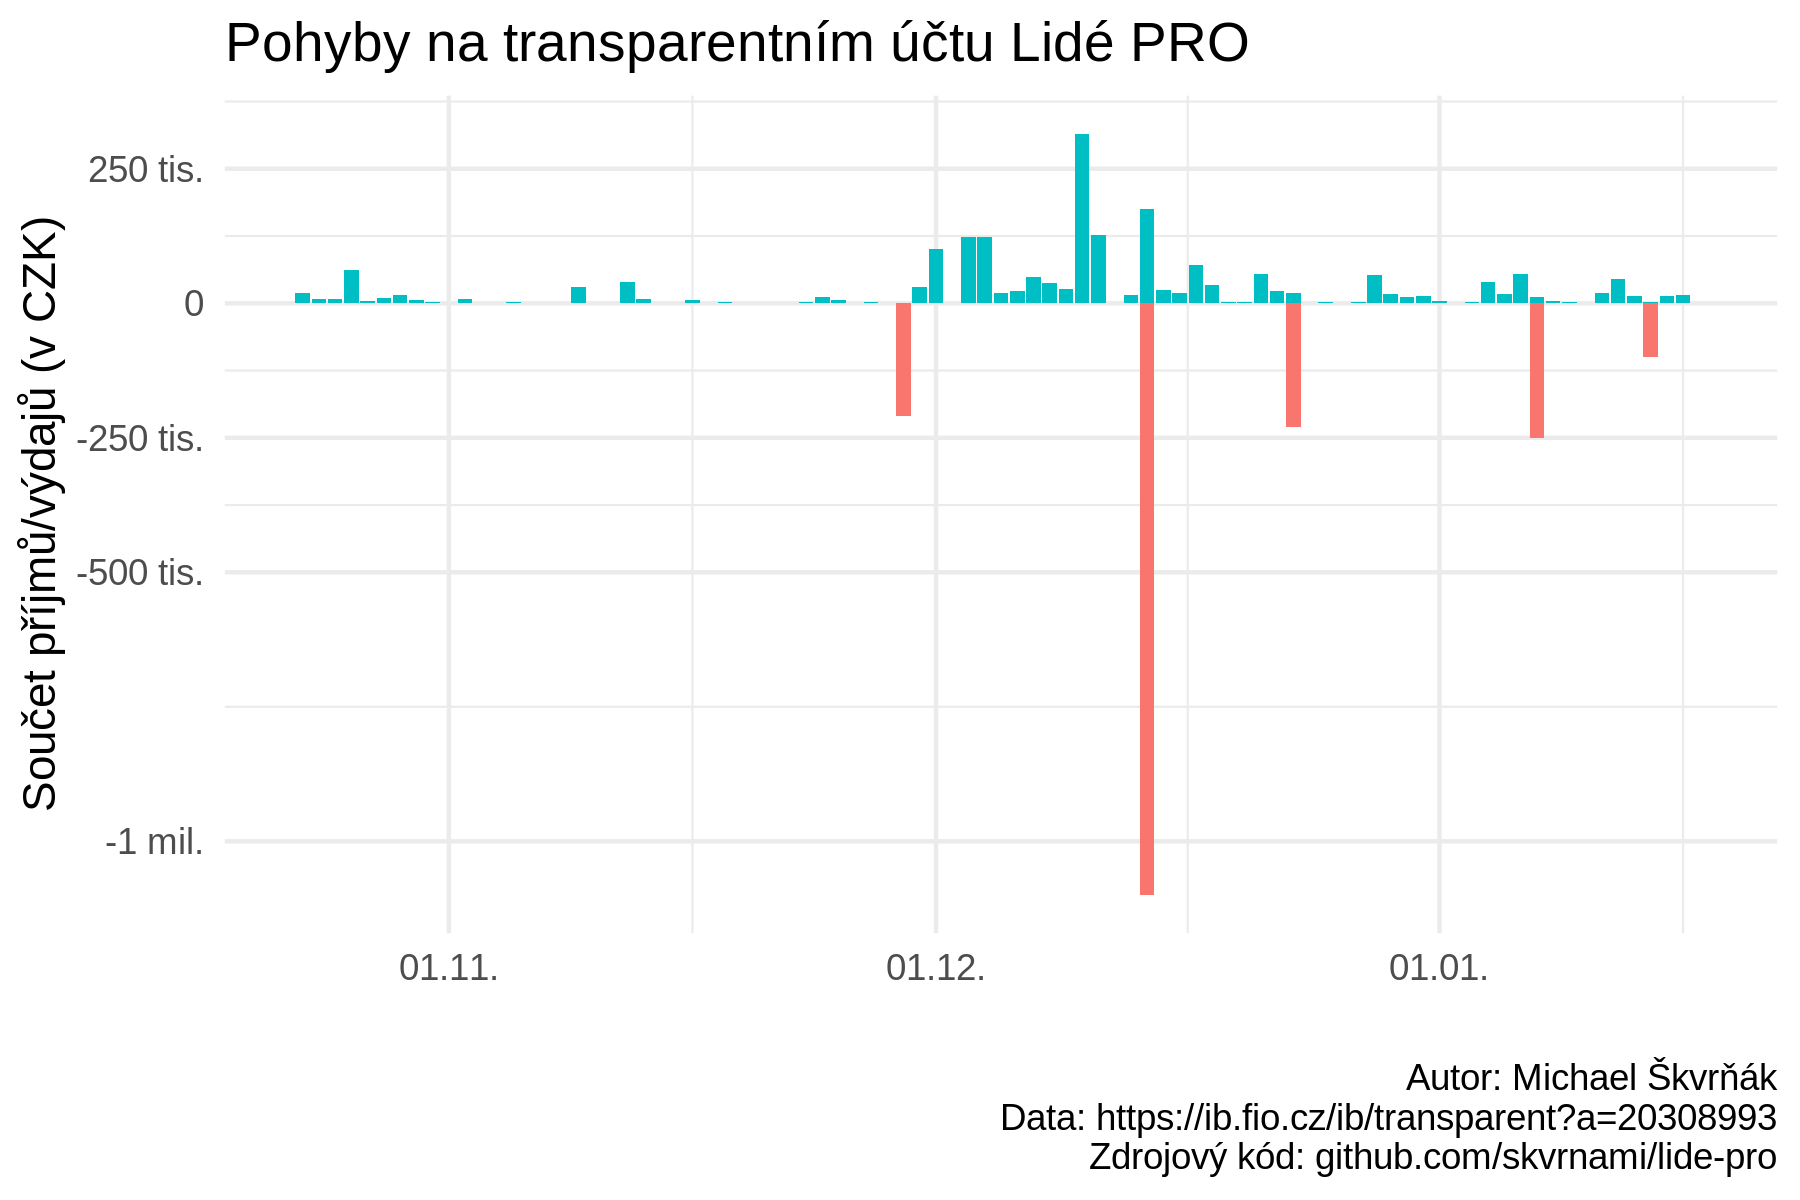 Pohyby na transparentním účtu Lidé PRO
Součet příjmů/výdajů (v CZK)
250 tis.
0
-250 tis.
-500 tis.
-1 mil.
01.11.
01.12.
01.01.
Autor: Michael Škvrňák
Data: https://ib.fio.cz/ib/transparent?a=20308993
Zdrojový kód: github.com/skvrnami/lide-pro